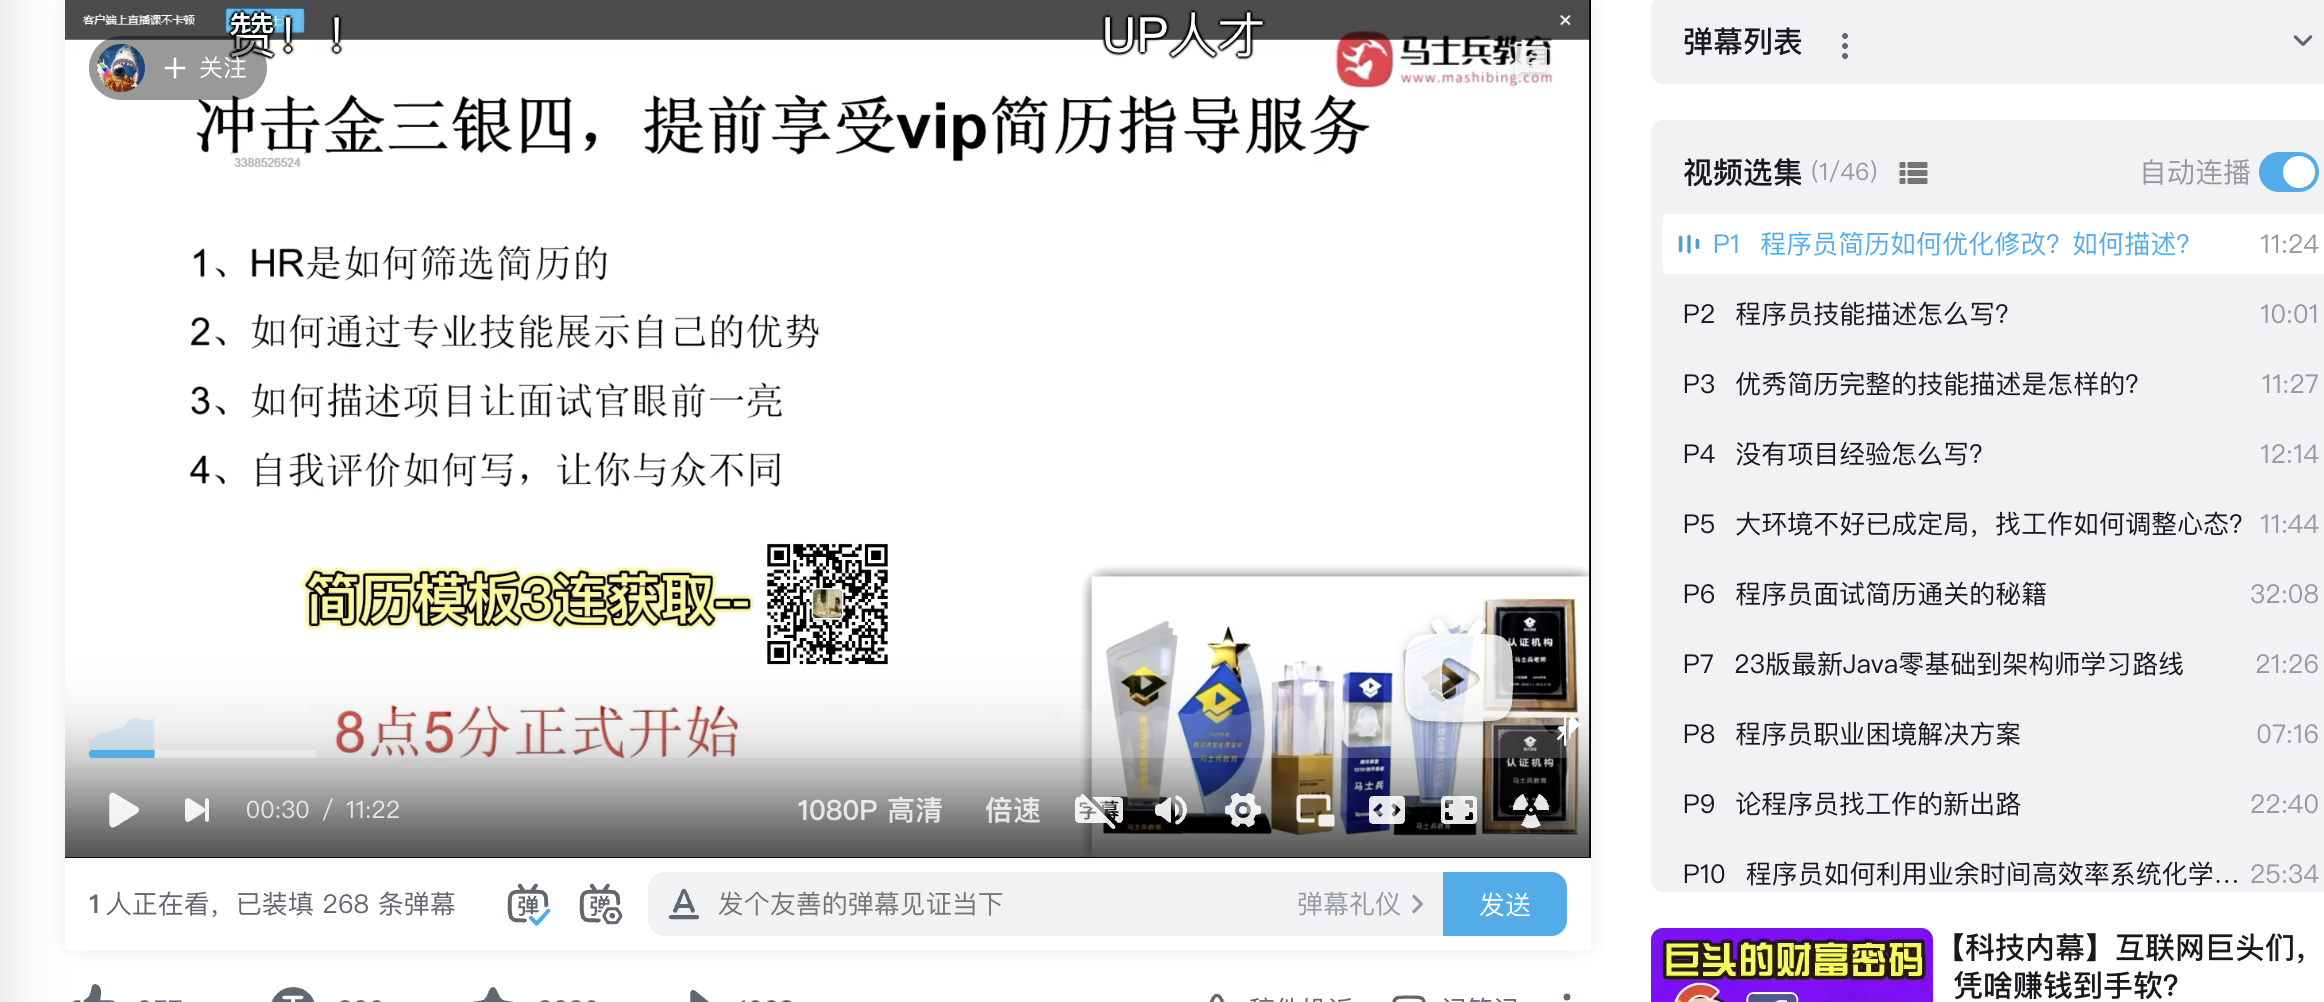 客户端上直播课不卡顿
赞！！
UP人才
+ 关注
马士兵教育
www.mashibing.com
冲击金三银四，提前享受vip简历指导服务
3388526524
1、HR是如何筛选简历的
2、如何通过专业技能展示自己的优势
3、如何描述项目让面试官眼前一亮
4、自我评价如何写，让你与众不同
简历模板3连获取--
8点5分正式开始
认证机构
认证机构
马士兵教育
马士兵
00:30 / 11:22
1080P 高清
倍速
字幕
1人正在看，已装填 268 条弹幕
弹
弹
A
发个友善的弹幕见证当下
弹幕礼仪 >
发送
弹幕列表
视频选集 (1/46)
自动连播
P1 程序员简历如何优化修改？如何描述？ 11:24
P2 程序员技能描述怎么写? 10:01
P3 优秀简历完整的技能描述是怎样的? 11:27
P4 没有项目经验怎么写? 12:14
P5 大环境不好已成定局，找工作如何调整心态? 11:44
P6 程序员面试简历通关的秘籍 32:08
P7 23版最新Java零基础到架构师学习路线 21:26
P8 程序员职业困境解决方案 07:16
P9 论程序员找工作的新出路 22:40
P10 程序员如何利用业余时间高效率系统化学... 25:34
巨头的财富密码
【科技内幕】互联网巨头们，
凭啥赚钱到手软?